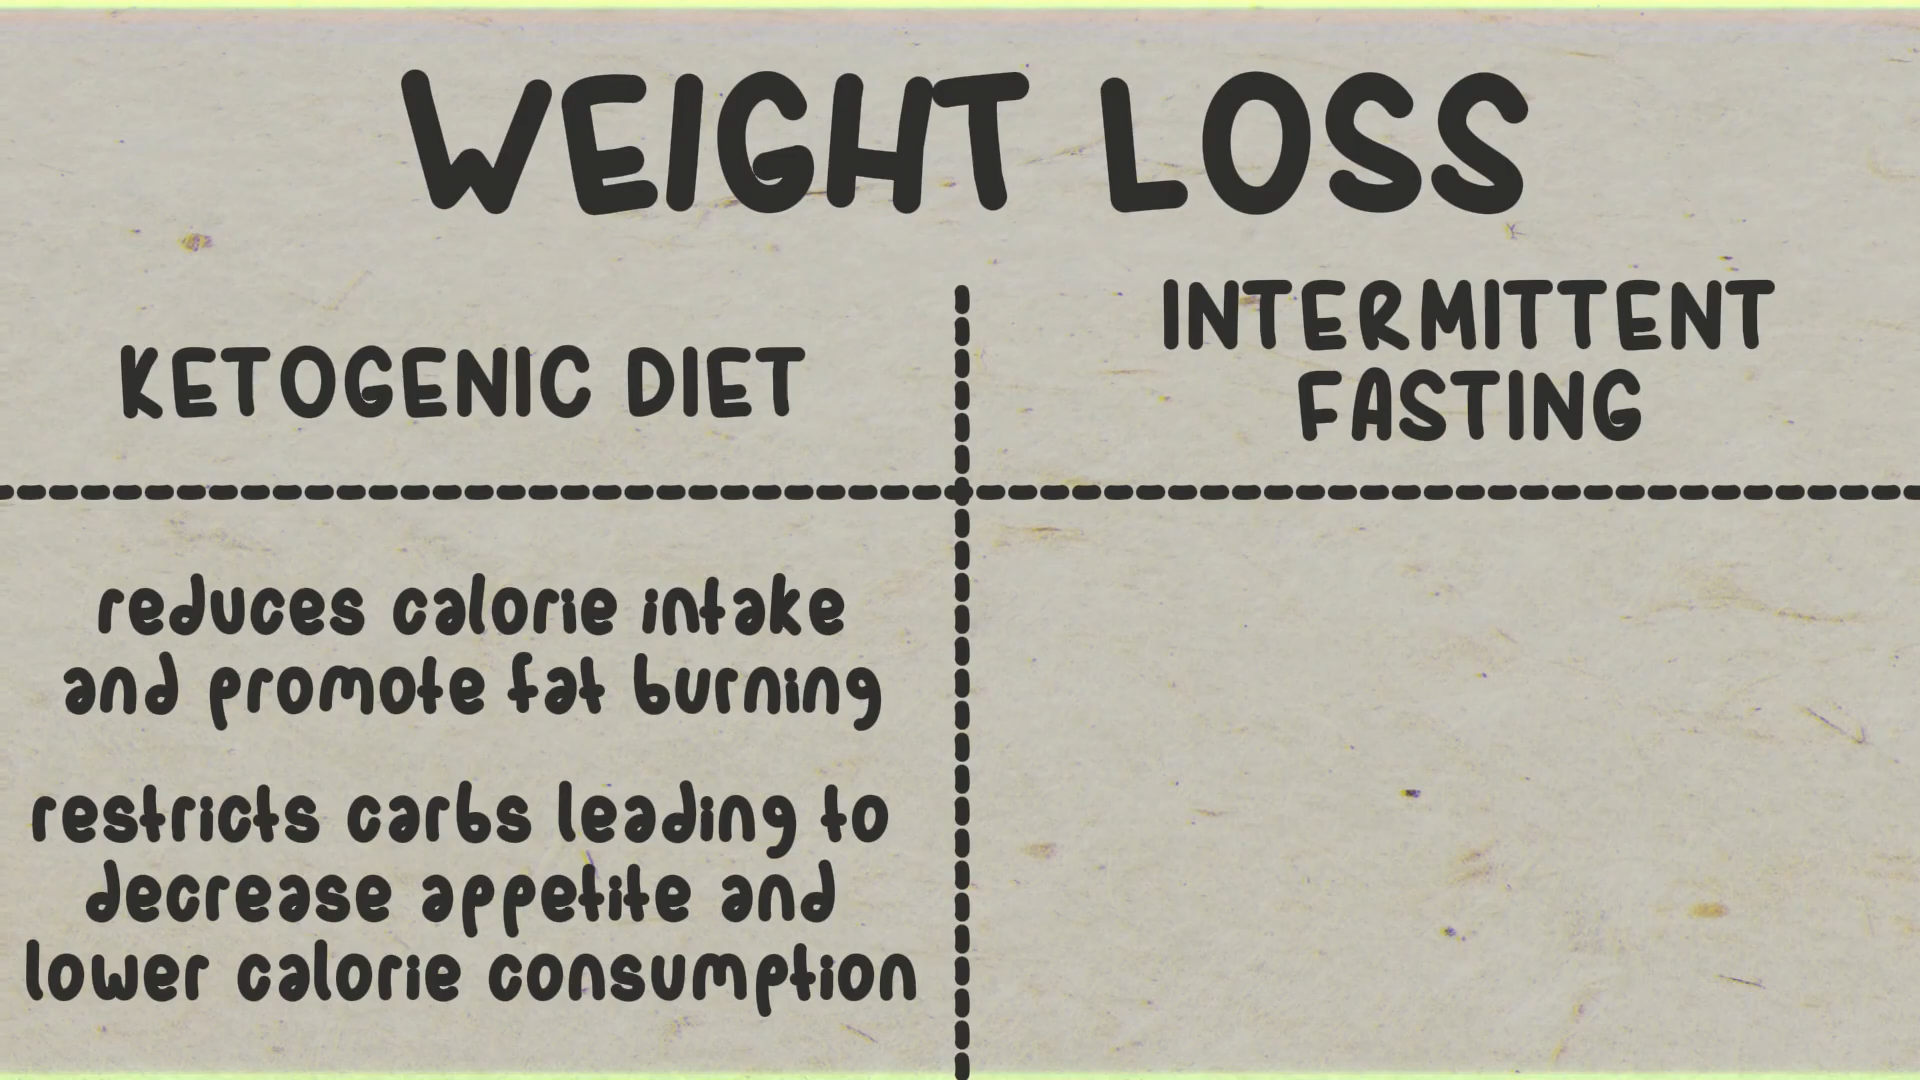 WEIGHT LOSS
KETOGENIC DIET
INTERMITTENT
FASTING
reduces calorie intake
and promote fat burning
restricts carbs leading to
decrease appetite and
lower calorie consumption